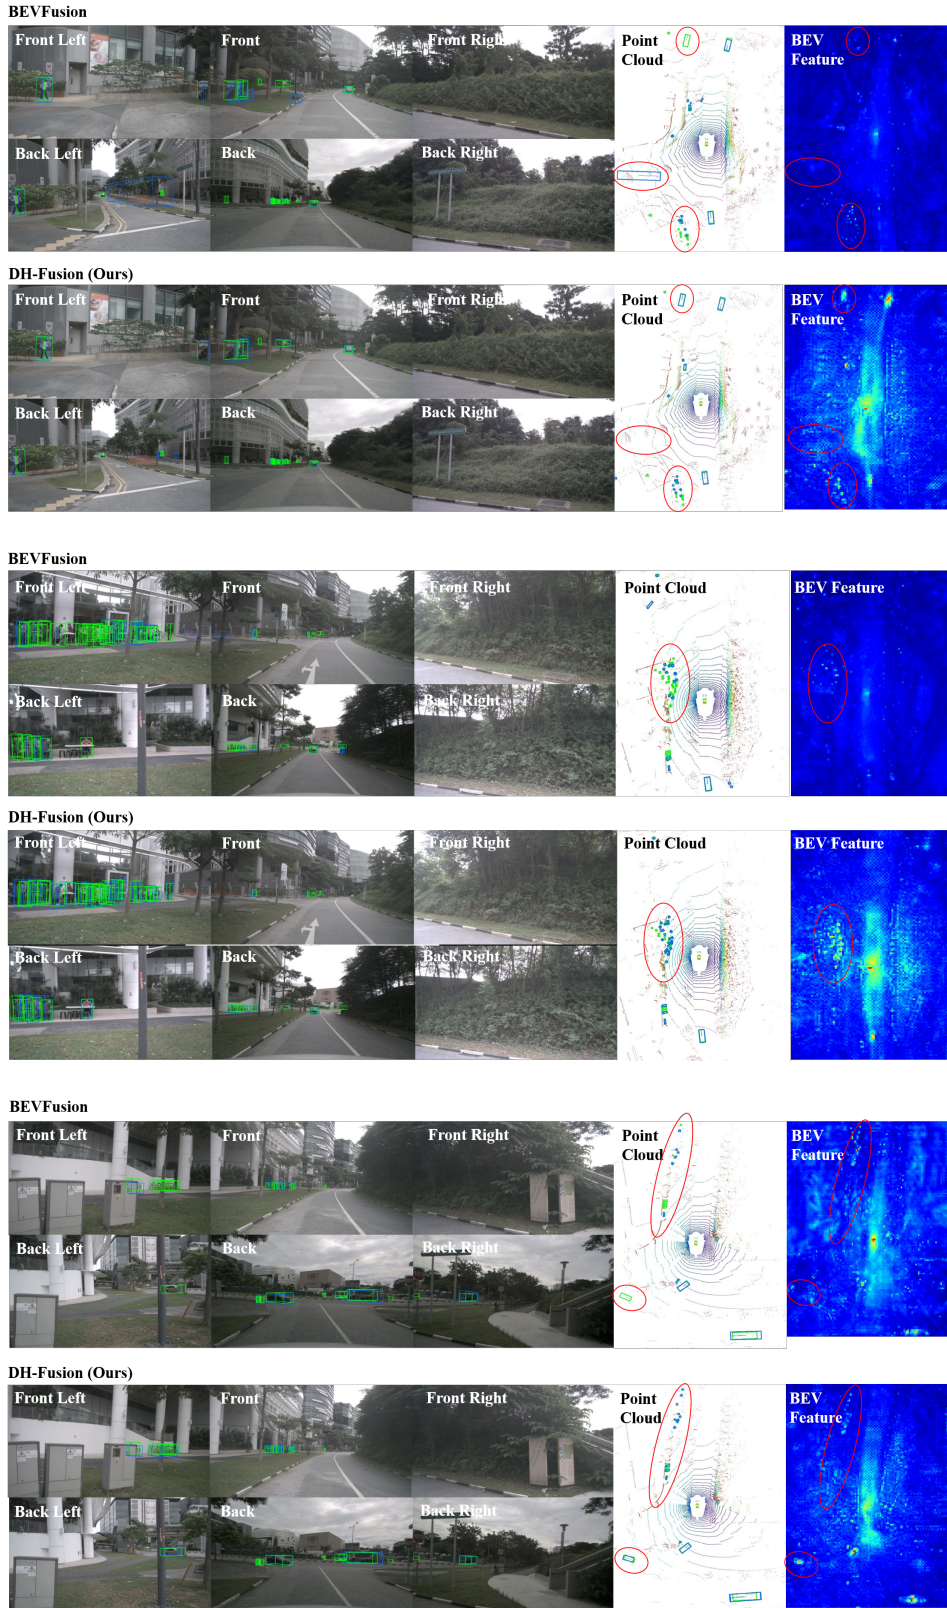 BEVFusion
Front Left
Front
Front Right
Point
Cloud
BEV
Feature
Back Left
Back
Back Right
DH-Fusion (Ours)
Front Left
Front
Front Right
Point
Cloud
BEV
Feature
Back Left
Back
Back Right
BEVFusion
Front Left
Front
Front Right
Point Cloud
BEV Feature
Back Left
Back
Back Right
DH-Fusion (Ours)
Front Left
Front
Front Right
Point Cloud
BEV Feature
Back Left
Back
Back Right
BEVFusion
Front Left
Front
Front Right
Point
Cloud
BEV
Feature
Back Left
Back
Back Right
DH-Fusion (Ours)
Front Left
Front
Front Right
Point
Cloud
BEV
Feature
Back Left
Back
Back Right